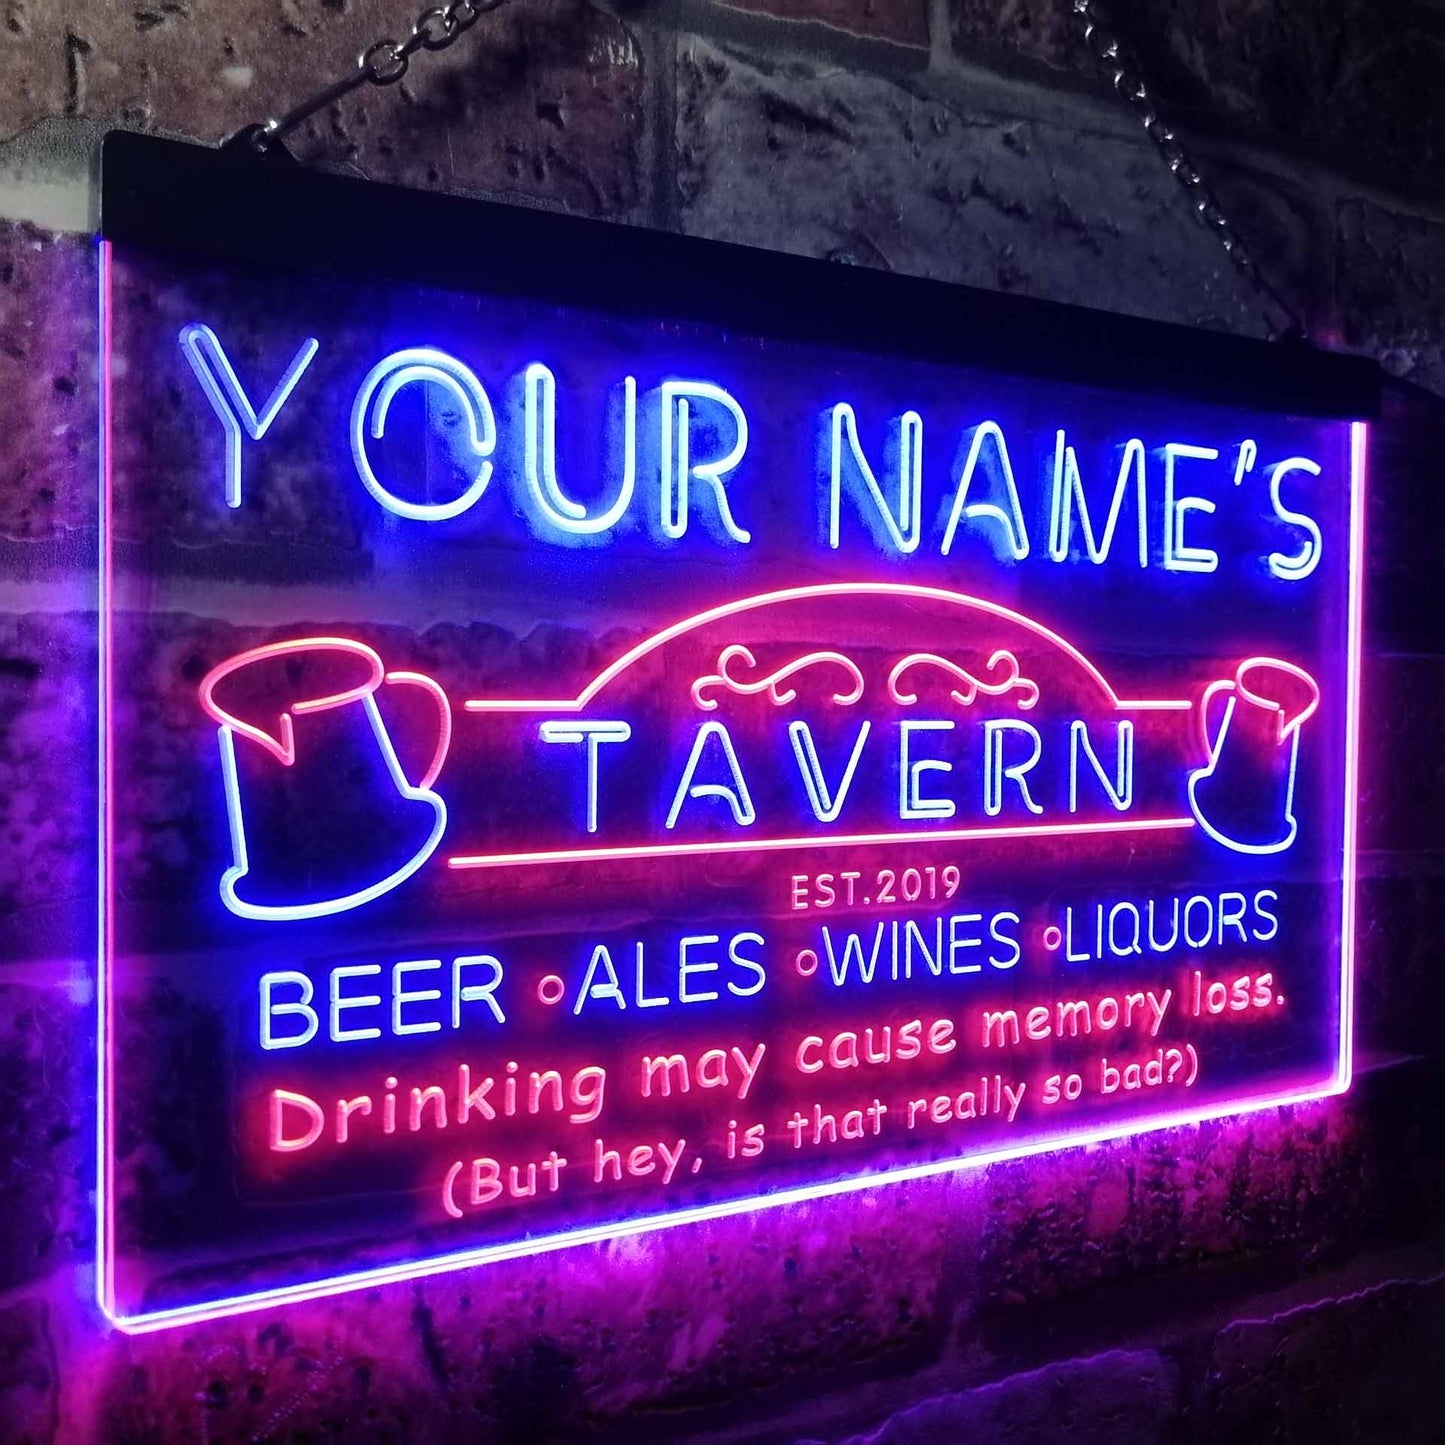 YOUR NAME'S
TAVERN
EST.2019
BEER • ALES • WINES • LIQUORS
Drinking may cause memory loss.
(But hey, is that really so bad?)